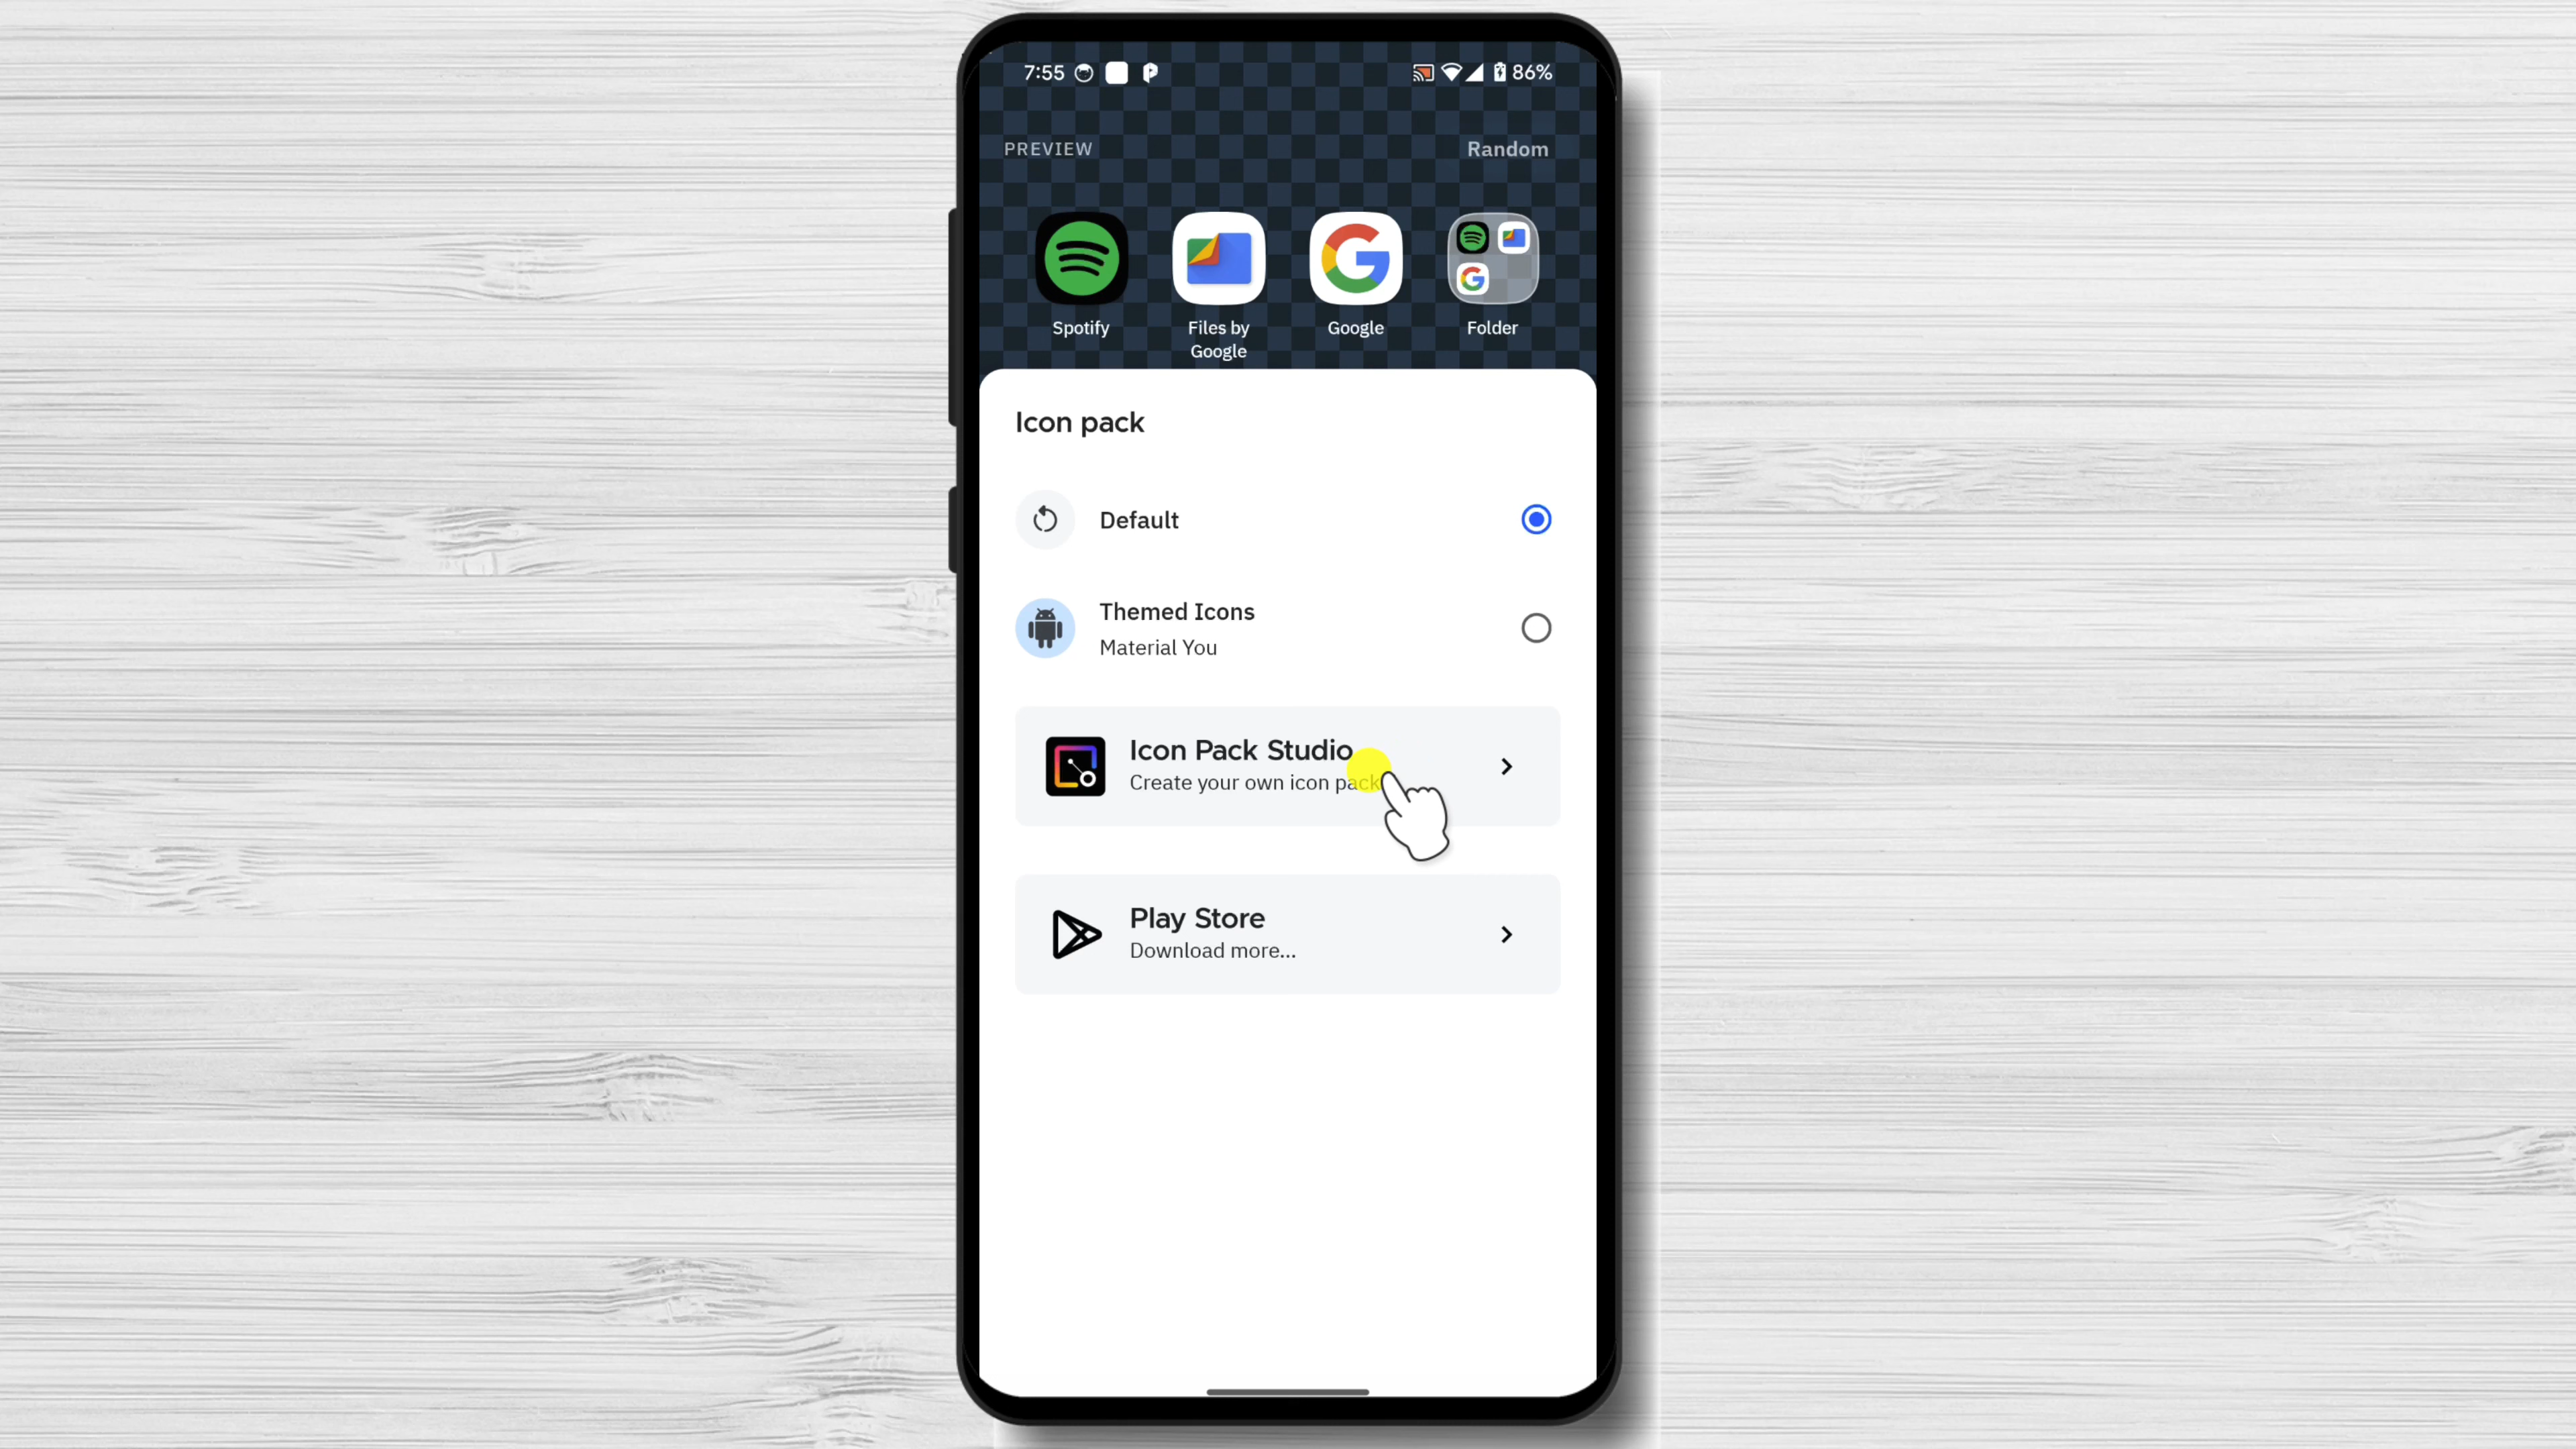 7:55
86%
PREVIEW
Random
Spotify
Files by
Google
Google
Folder
Icon pack
Default
Themed Icons
Material You
Icon Pack Studio
Create your own icon pack
Play Store
Download more...